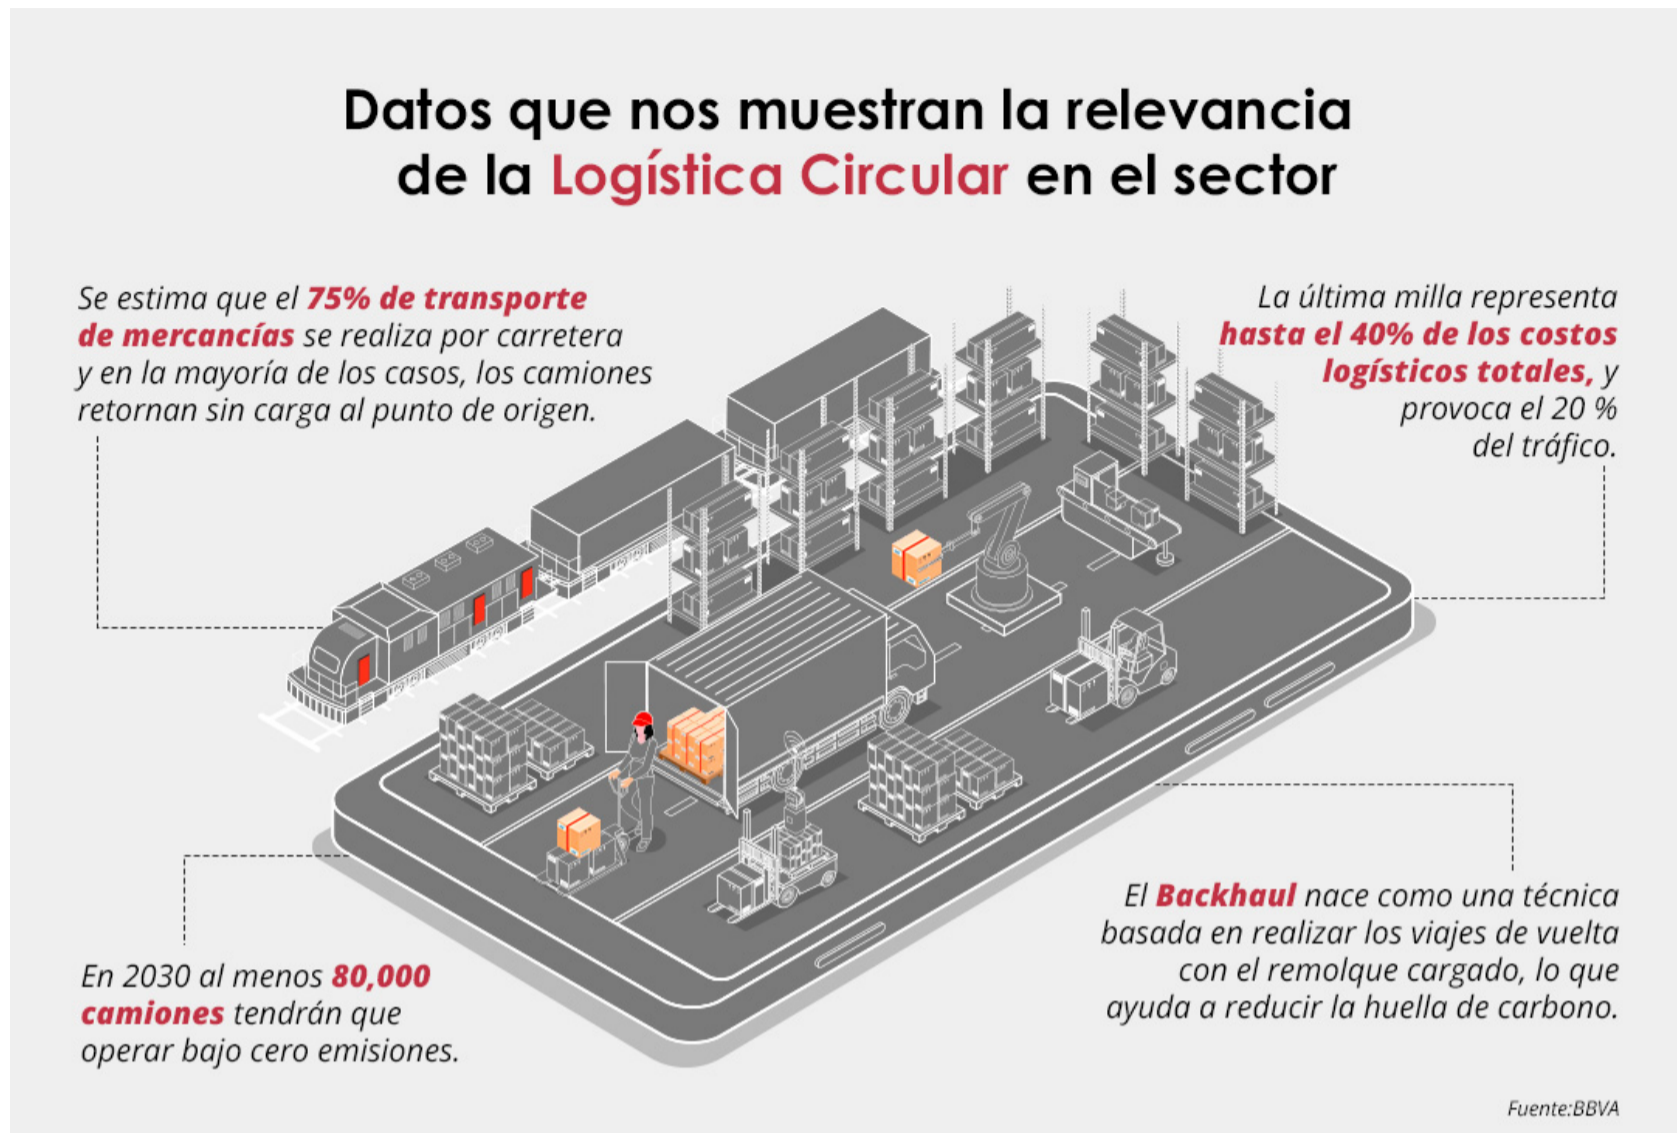 Datos que nos muestran la relevancia
de la Logística Circular en el sector
Se estima que el 75% de transporte
de mercancías se realiza por carretera
y en la mayoría de los casos, los camiones
retornan sin carga al punto de origen.
La última milla representa
hasta el 40% de los costos
logísticos totales, y
provoca el 20 %
del tráfico.
En 2030 al menos 80,000
camiones tendrán que
operar bajo cero emisiones.
El Backhaul nace como una técnica
basada en realizar los viajes de vuelta
con el remolque cargado, lo que
ayuda a reducir la huella de carbono.
Fuente:BBVA